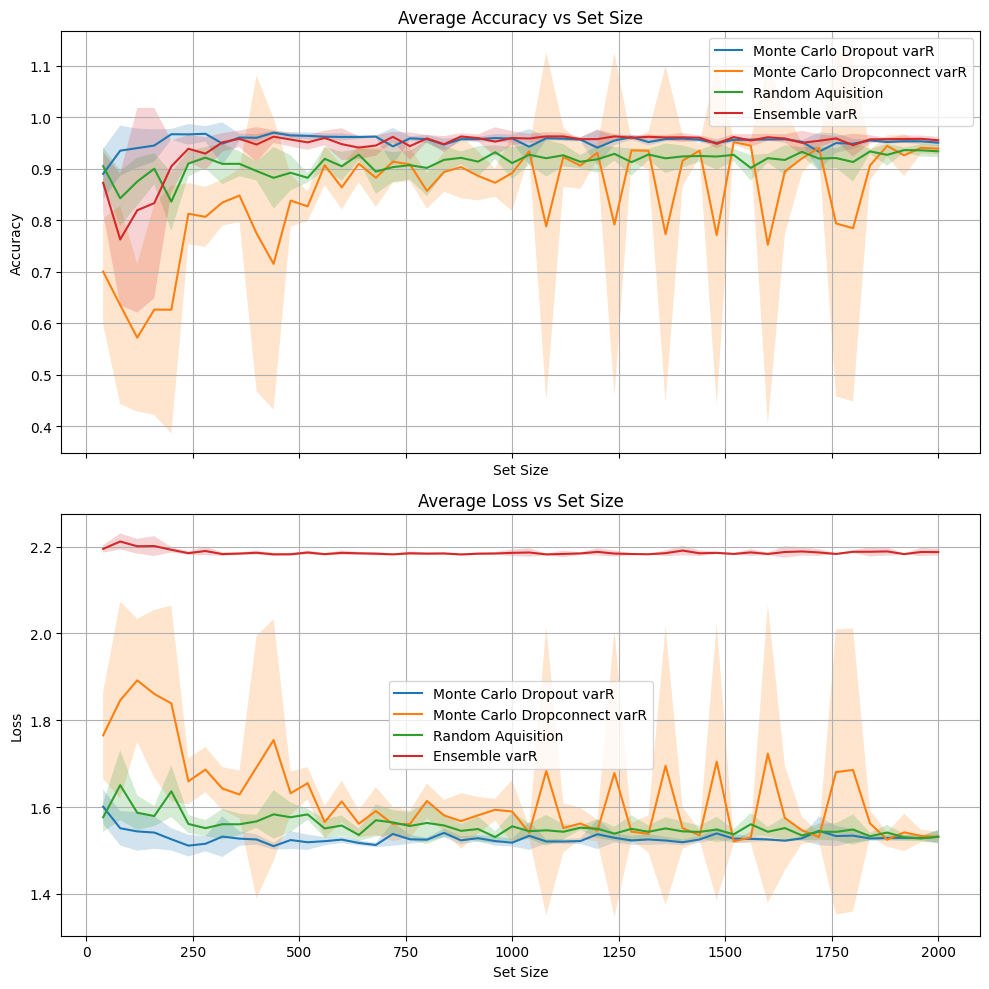 Average Accuracy vs Set Size
Accuracy
1.1
1.0
0.9
0.8
0.7
0.6
0.5
0.4
Monte Carlo Dropout varR
Monte Carlo Dropconnect varR
Random Aquisition
Ensemble varR
Set Size
Average Loss vs Set Size
Loss
2.2
2.0
1.8
1.6
1.4
Monte Carlo Dropout varR
Monte Carlo Dropconnect varR
Random Aquisition
Ensemble varR
0 250 500 750 1000 1250 1500 1750 2000
Set Size